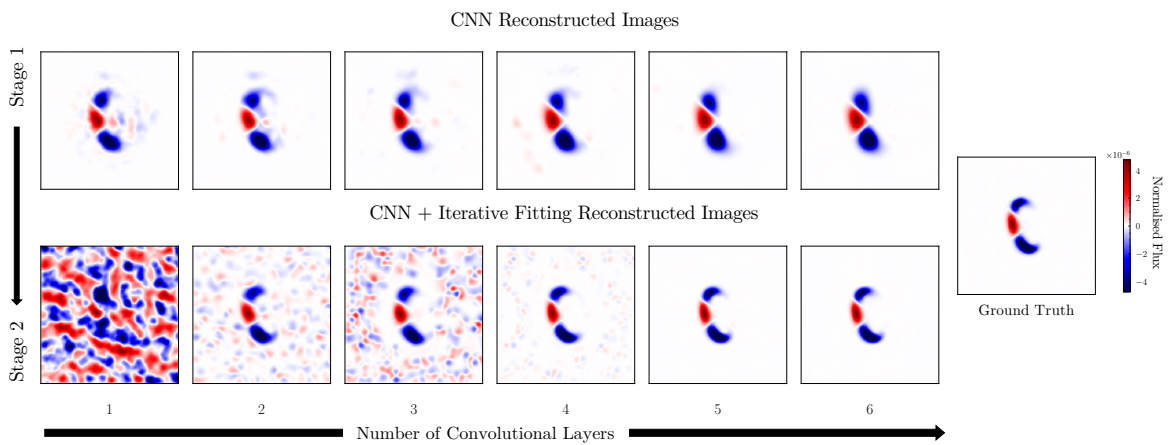 CNN Reconstructed Images
Stage 1
CNN + Iterative Fitting Reconstructed Images
Stage 2
×10⁻⁶
4
2
0
−2
−4
Normalised Flux
Ground Truth
1 2 3 4 5 6
Number of Convolutional Layers